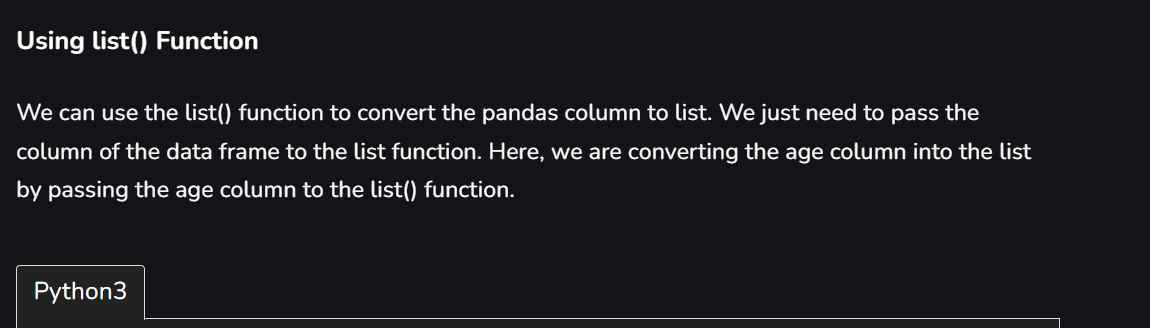 Using list() Function
We can use the list() function to convert the pandas column to list. We just need to pass the
column of the data frame to the list function. Here, we are converting the age column into the list
by passing the age column to the list() function.
Python3